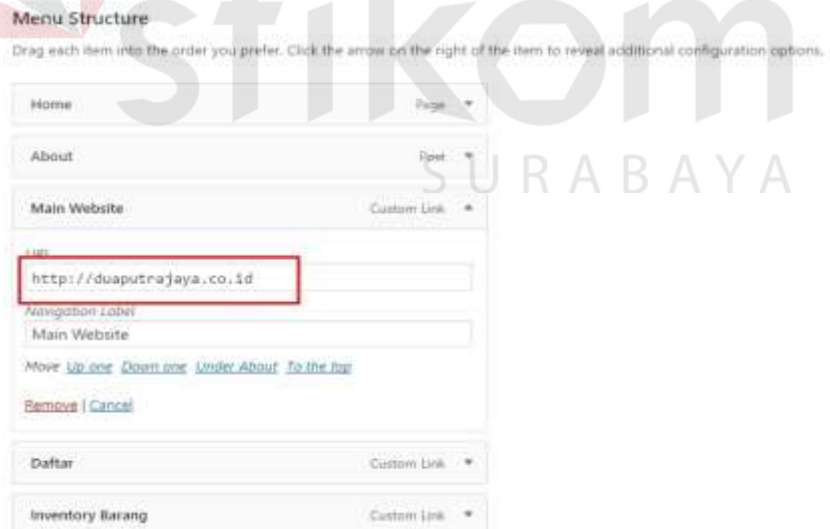 Menu Structure
Drag each item into the order you prefer. Click the arrow on the right of the item to reveal additional configuration options.
stikom
SURABAYA
Home Page
About Post
Main Website Custom Link
URL
http://duaputrajaya.co.id
Navigation Label
Main Website
Move Up one Down one Under About To the top
Remove | Cancel
Daftar Custom Link
Inventory Barang Custom Link